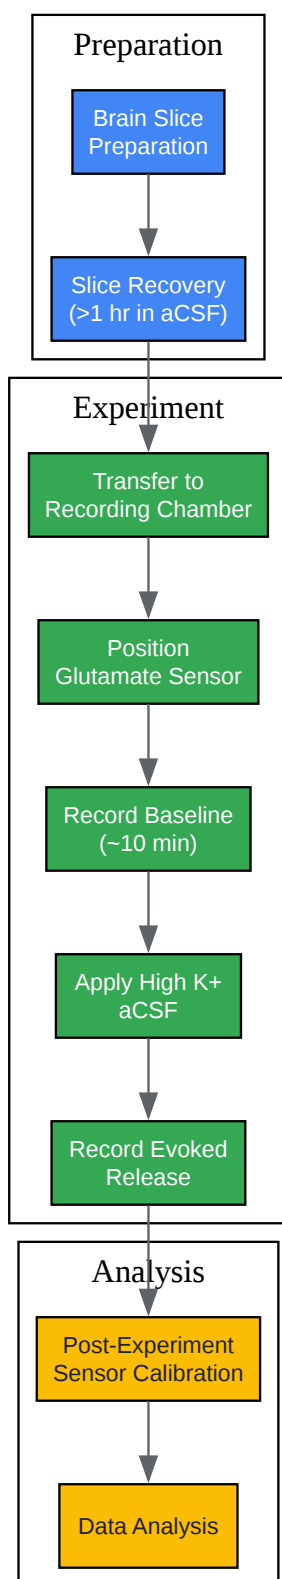 Preparation
Brain Slice
Preparation
Slice Recovery
(>1 hr in aCSF)
Experiment
Transfer to
Recording Chamber
Position
Glutamate Sensor
Record Baseline
(~10 min)
Apply High K+
aCSF
Record Evoked
Release
Analysis
Post-Experiment
Sensor Calibration
Data Analysis